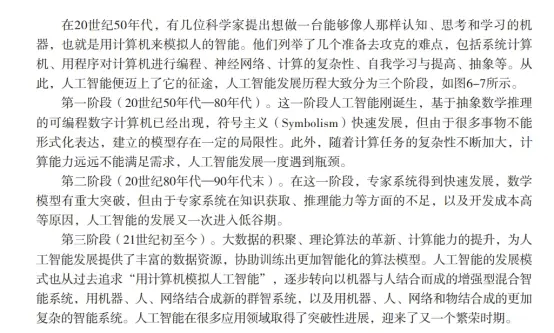 在20世纪50年代，有几位科学家提出想做一台能够像人那样认知、思考和学习的机
器，也就是用计算机来模拟人的智能。他们列举了几个准备去攻克的难点，包括系统计算
机、用程序对计算机进行编程、神经网络、计算的复杂性、自我学习与提高、抽象等。从
此，人工智能便迈上了它的征途，人工智能发展历程大致分为三个阶段，如图6-7所示。
第一阶段（20世纪50年代—80年代）。这一阶段人工智能刚诞生，基于抽象数学推理
的可编程数字计算机已经出现，符号主义（Symbolism）快速发展，但由于很多事物不能
形式化表达，建立的模型存在一定的局限性。此外，随着计算任务的复杂性不断加大，计
算能力远远不能满足需求，人工智能发展一度遇到瓶颈。
第二阶段（20世纪80年代—90年代末）。在这一阶段，专家系统得到快速发展，数学
模型有重大突破，但由于专家系统在知识获取、推理能力等方面的不足，以及开发成本高
等原因，人工智能的发展又一次进入低谷期。
第三阶段（21世纪初至今）。大数据的积聚、理论算法的革新、计算能力的提升，为人
工智能发展提供了丰富的数据资源，协助训练出更加智能化的算法模型。人工智能的发展模
式也从过去追求“用计算机模拟人工智能”，逐步转向以机器与人结合而成的增强型混合智
能系统，用机器、人、网络结合成新的群智系统，以及用机器、人、网络和物结合成的更加
复杂的智能系统。人工智能在很多应用领域取得了突破性进展，迎来了又一个繁荣时期。